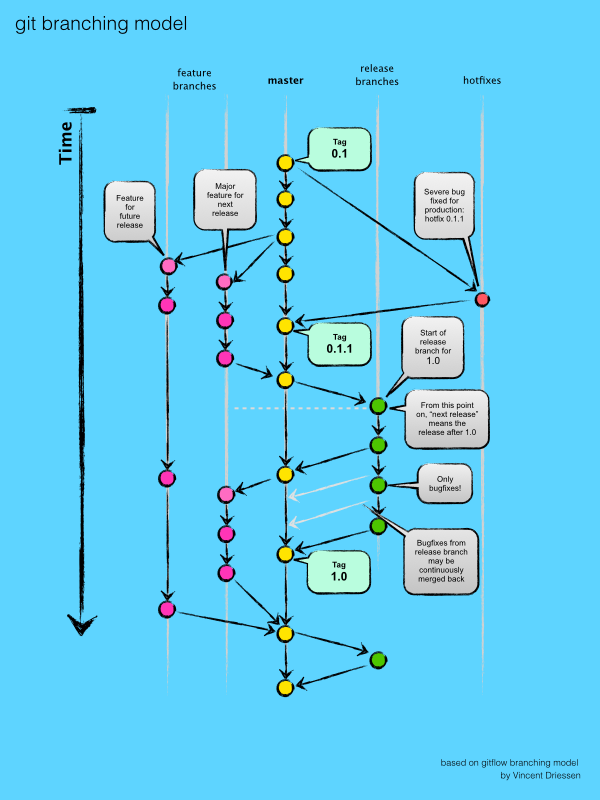 git branching model
feature
branches
master
release
branches
hotfixes
Time
Tag
0.1
Feature
for
future
release
Major
feature for
next
release
Severe bug
fixed for
production:
hotfix 0.1.1
Tag
0.1.1
Start of
release
branch for
1.0
From this point
on, “next release”
means the
release after 1.0
Only
bugfixes!
Bugfixes from
release branch
may be
continuously
merged back
Tag
1.0
based on gitflow branching model
by Vincent Driessen